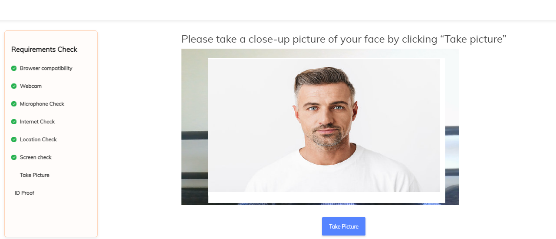 Please take a close-up picture of your face by clicking “Take picture”
Requirements Check
Browser compatibility
Webcam
Microphone Check
Internet Check
Location Check
Screen check
Take Picture
ID Proof
Take Picture